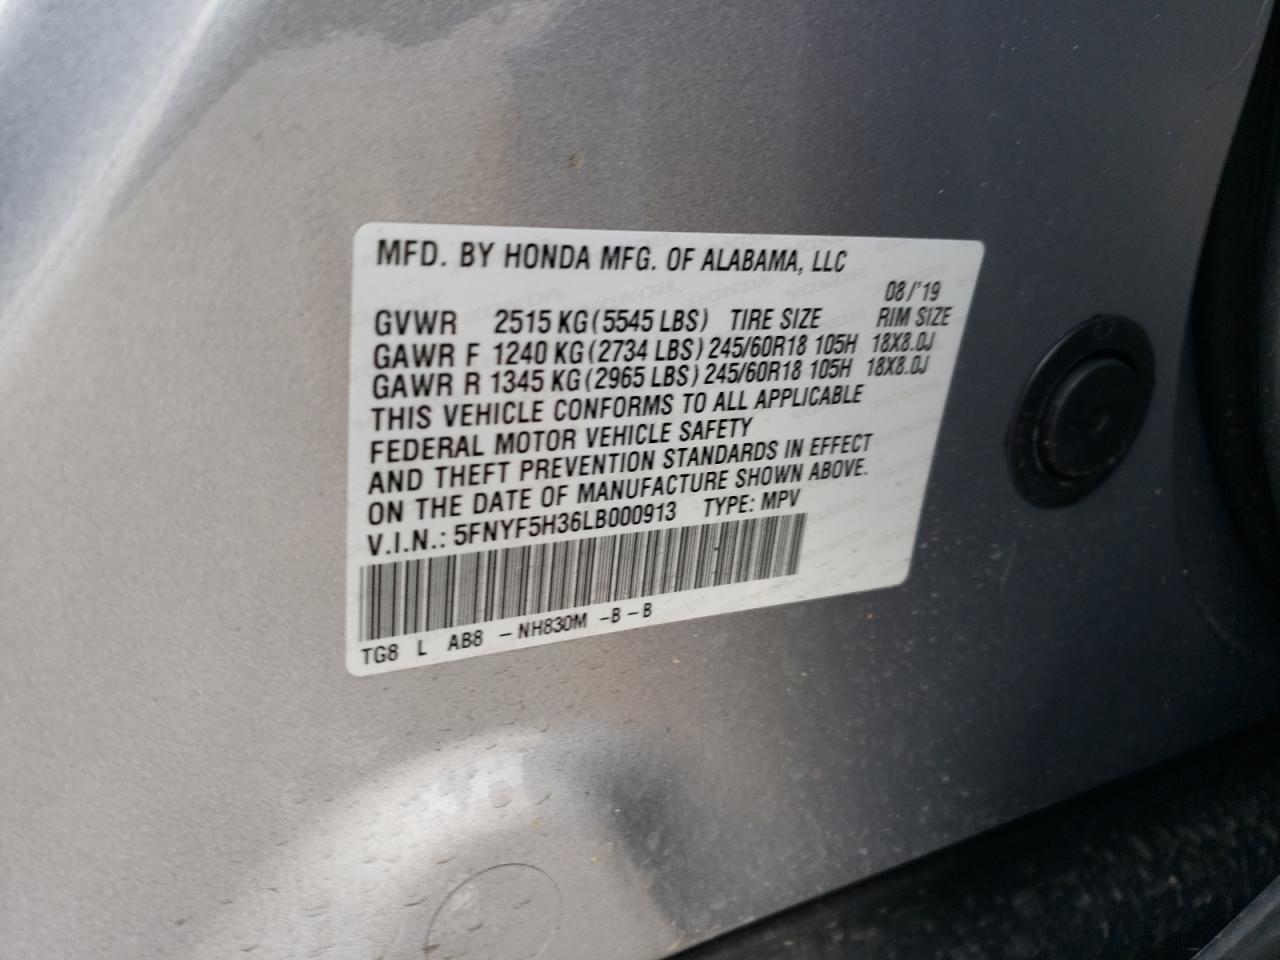 MFD. BY HONDA MFG. OF ALABAMA, LLC
08/'19
GVWR 2515 KG (5545 LBS) TIRE SIZE RIM SIZE
GAWR F 1240 KG (2734 LBS) 245/60R18 105H 18X8.0J
GAWR R 1345 KG (2965 LBS) 245/60R18 105H 18X8.0J
THIS VEHICLE CONFORMS TO ALL APPLICABLE
FEDERAL MOTOR VEHICLE SAFETY
AND THEFT PREVENTION STANDARDS IN EFFECT
ON THE DATE OF MANUFACTURE SHOWN ABOVE.
V.I.N.: 5FNYF5H36LB000913 TYPE: MPV
TG8 L AB8 - NH830M -B - B